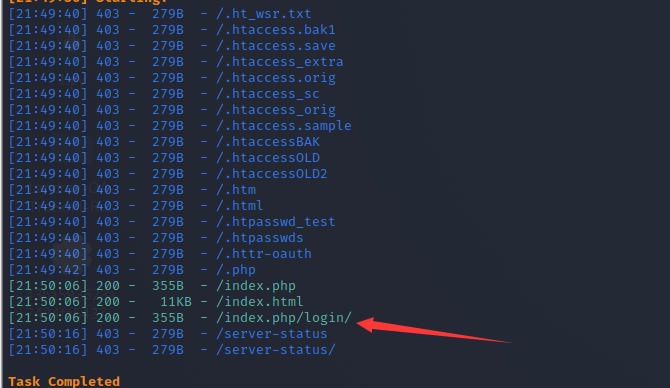 [21:49:40] 403 - 279B - /.ht_wsr.txt
[21:49:40] 403 - 279B - /.htaccess.bak1
[21:49:40] 403 - 279B - /.htaccess.save
[21:49:40] 403 - 279B - /.htaccess_extra
[21:49:40] 403 - 279B - /.htaccess.orig
[21:49:40] 403 - 279B - /.htaccess_sc
[21:49:40] 403 - 279B - /.htaccess_orig
[21:49:40] 403 - 279B - /.htaccess.sample
[21:49:40] 403 - 279B - /.htaccessBAK
[21:49:40] 403 - 279B - /.htaccessOLD
[21:49:40] 403 - 279B - /.htaccessOLD2
[21:49:40] 403 - 279B - /.htm
[21:49:40] 403 - 279B - /.html
[21:49:40] 403 - 279B - /.htpasswd_test
[21:49:40] 403 - 279B - /.htpasswds
[21:49:40] 403 - 279B - /.httr-oauth
[21:49:42] 403 - 279B - /.php
[21:50:06] 200 - 355B - /index.php
[21:50:06] 200 - 11KB - /index.html
[21:50:06] 200 - 355B - /index.php/login/
[21:50:16] 403 - 279B - /server-status
[21:50:16] 403 - 279B - /server-status/
Task Completed